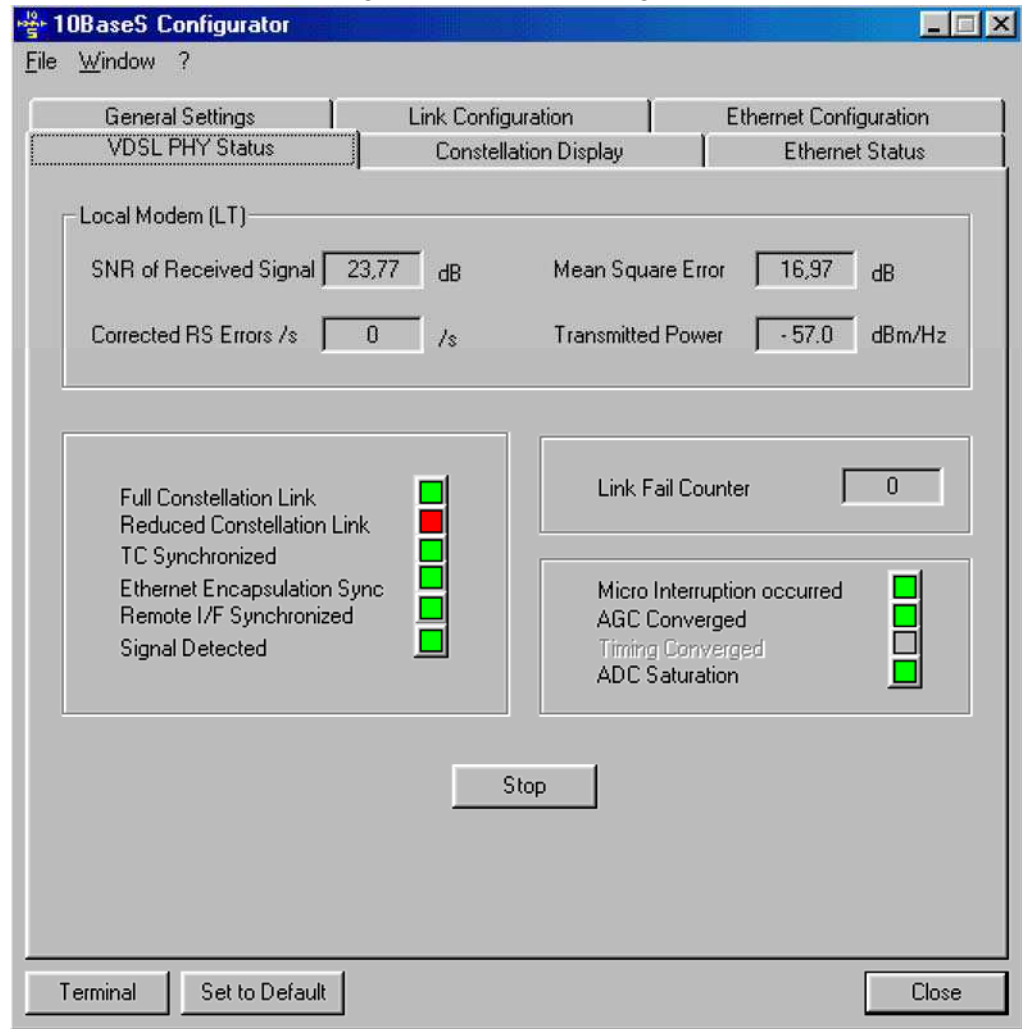 10BaseS Configurator
File Window ?
General Settings Link Configuration Ethernet Configuration
VDSL PHY Status Constellation Display Ethernet Status
Local Modem (LT)
SNR of Received Signal 23,77 dB Mean Square Error 16,97 dB
Corrected RS Errors /s 0 /s Transmitted Power - 57.0 dBm/Hz
Full Constellation Link
Reduced Constellation Link
TC Synchronized
Ethernet Encapsulation Sync
Remote I/F Synchronized
Signal Detected
Link Fail Counter 0
Micro Interruption occurred
AGC Converged
Timing Converged
ADC Saturation
Stop
Terminal Set to Default Close